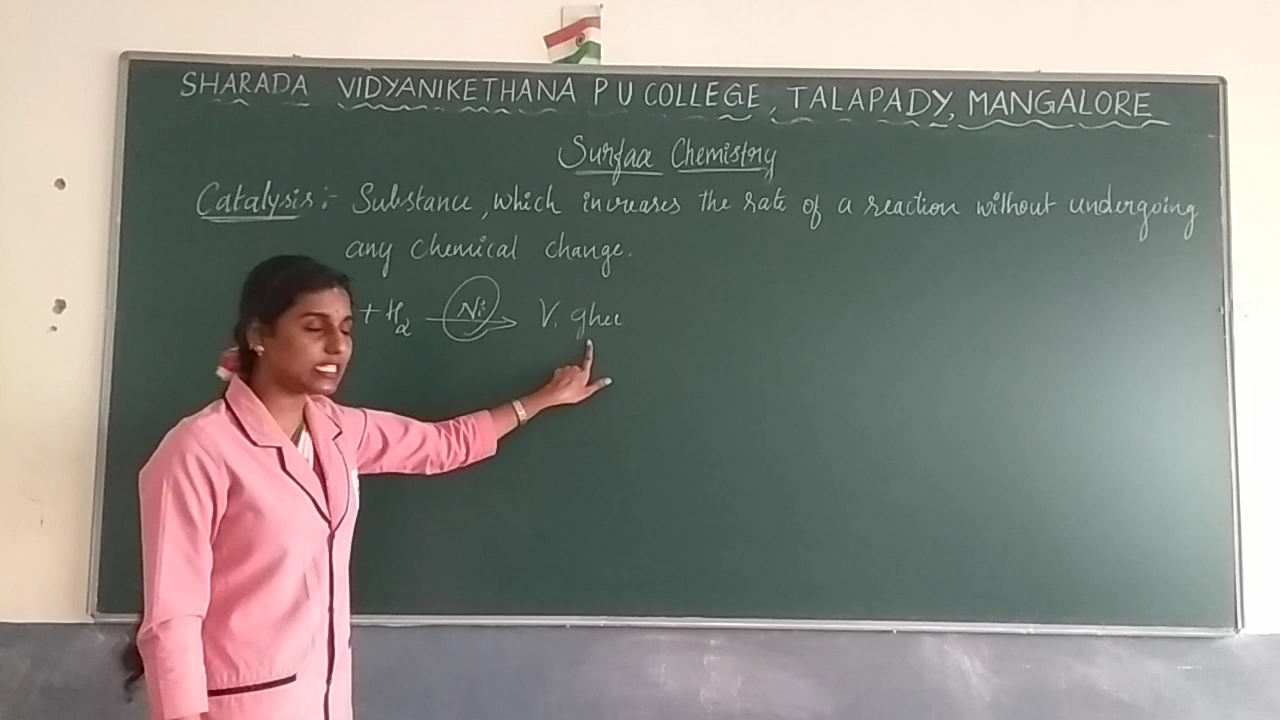 SHARADA VIDYANIKETHANA P U COLLEGE, TALAPADY, MANGALORE
Surface Chemistry
Catalysis :- Substance, which increases the rate of a reaction without undergoing
any chemical change.
+ H2 Ni → V. ghee